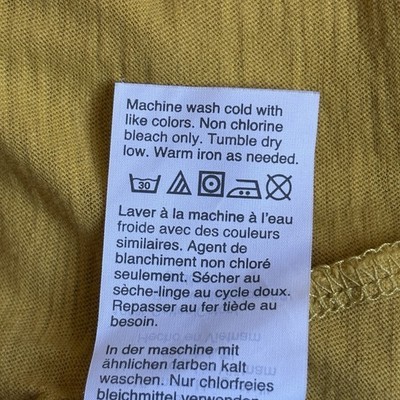 Machine wash cold with
like colors. Non chlorine
bleach only. Tumble dry
low. Warm iron as needed.
30
Laver à la machine à l'eau
froide avec des couleurs
similaires. Agent de
blanchiment non chloré
seulement. Sécher au
sèche-linge au cycle doux.
Repasser au fer tiède au
besoin.
In der maschine mit
ähnlichen farben kalt
waschen. Nur chlorfreies
bleichmittel verwenden